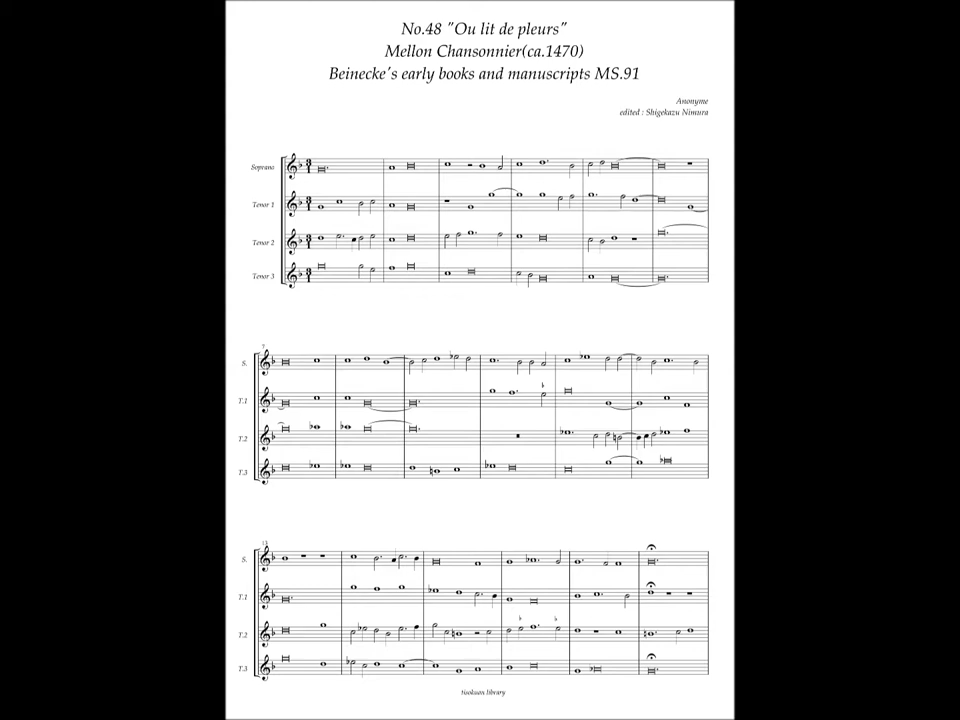 No.48 "Ou lit de pleurs"
Mellon Chansonnier(ca.1470)
Beinecke's early books and manuscripts MS.91
Anonyme
edited : Shigekazu Nimura
Soprano
Tenor 1
Tenor 2
Tenor 3
7
S.
T.1
T.2
T.3
13
S.
T.1
T.2
T.3
library